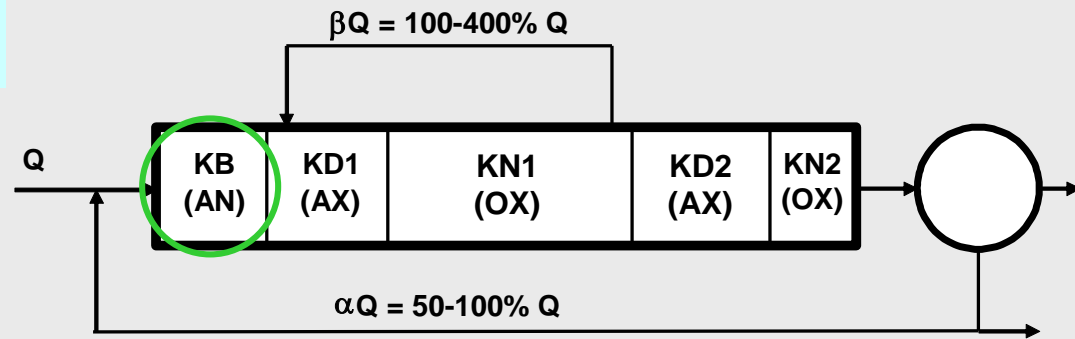 βQ = 100-400% Q
Q
KB
(AN)
KD1
(AX)
KN1
(OX)
KD2
(AX)
KN2
(OX)
αQ = 50-100% Q